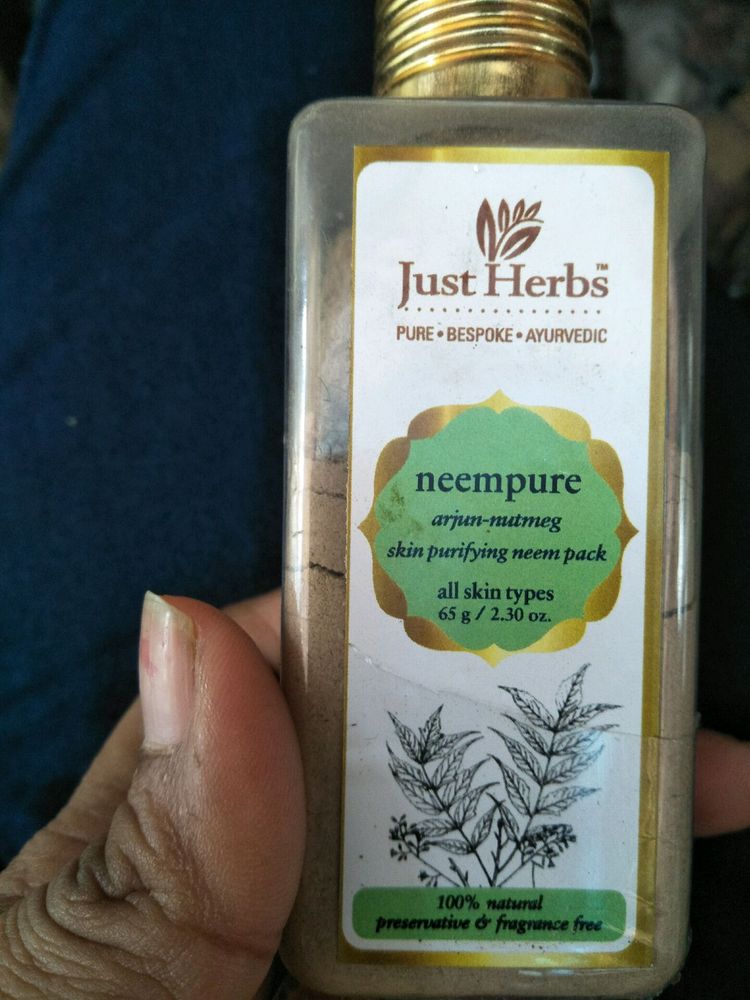 Just Herbs™
PURE • BESPOKE • AYURVEDIC
neempure
arjun-nutmeg
skin purifying neem pack
all skin types
65 g / 2.30 oz.
100% natural
preservative & fragrance free